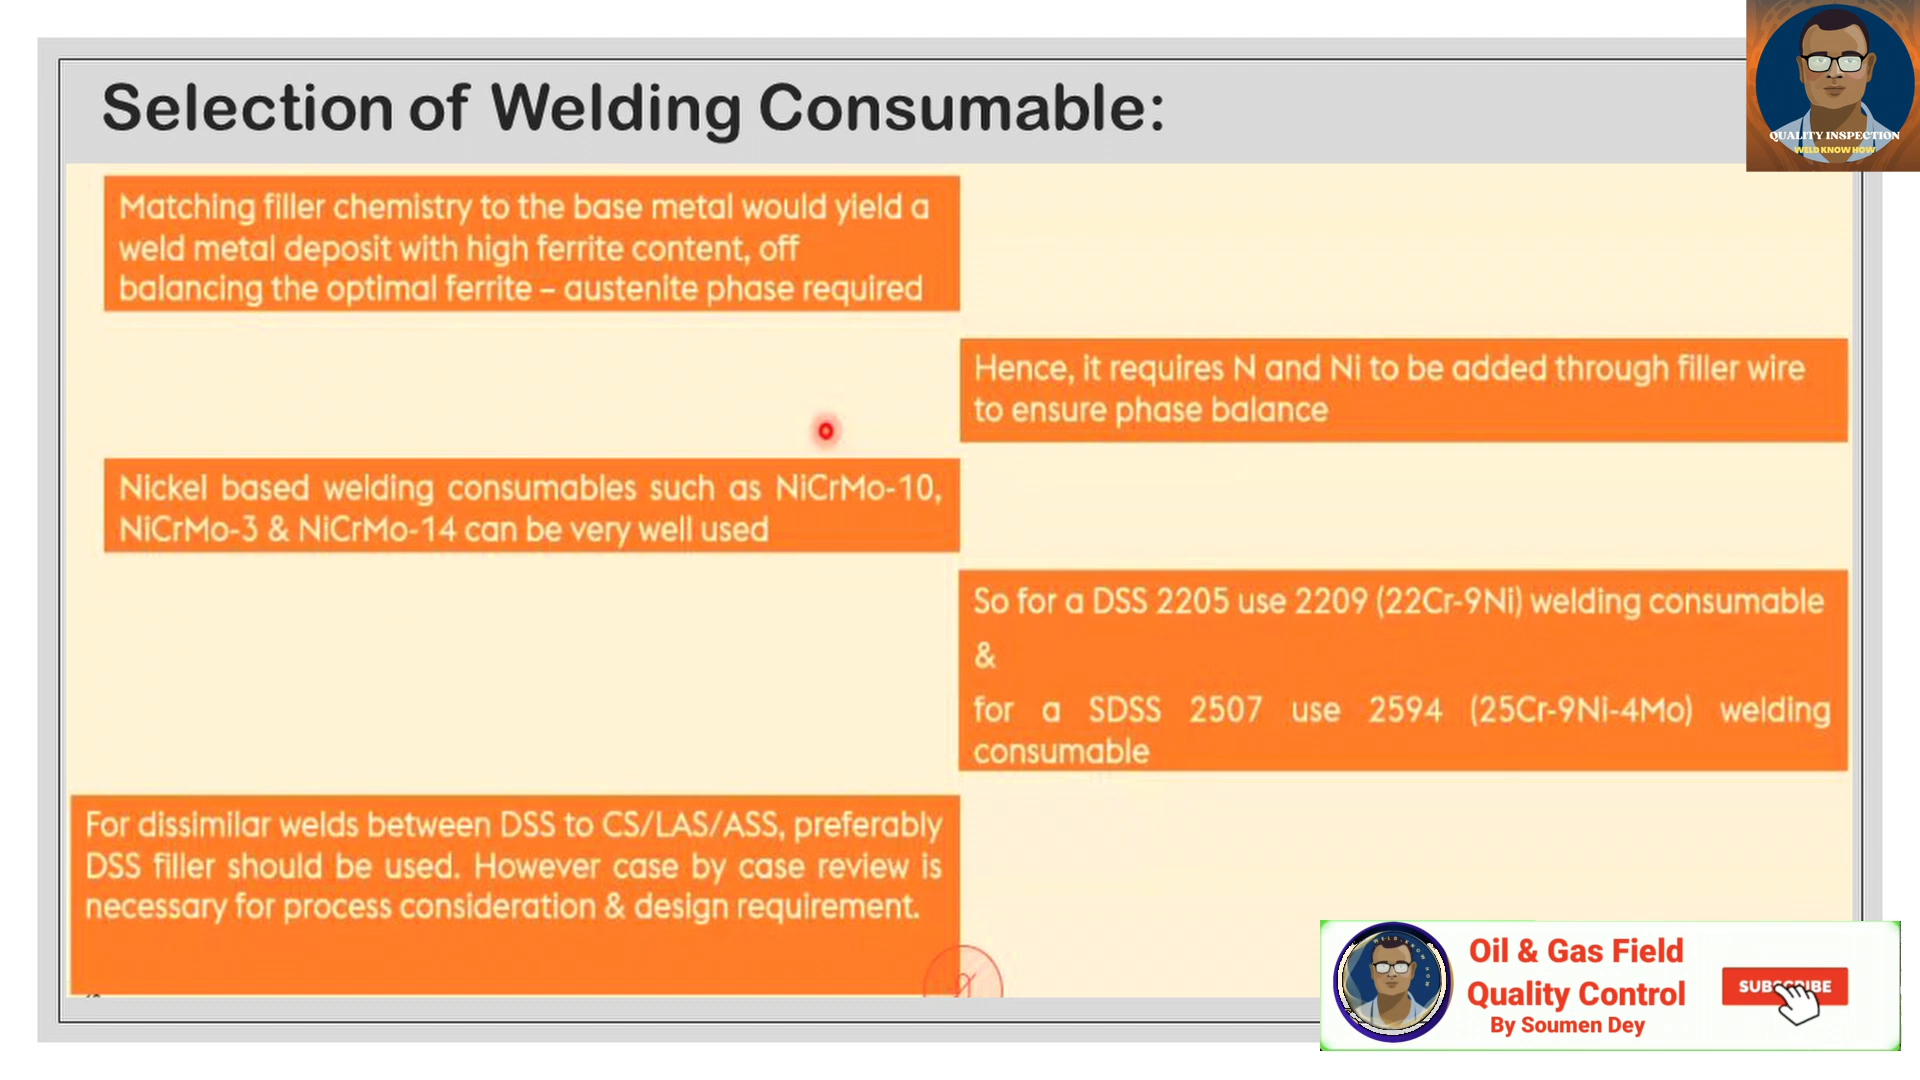 Selection of Welding Consumable:
QUALITY INSPECTION
WELD KNOW HOW
Matching filler chemistry to the base metal would yield a
weld metal deposit with high ferrite content, off
balancing the optimal ferrite – austenite phase required
Hence, it requires N and Ni to be added through filler wire
to ensure phase balance
Nickel based welding consumables such as NiCrMo-10,
NiCrMo-3 & NiCrMo-14 can be very well used
So for a DSS 2205 use 2209 (22Cr-9Ni) welding consumable
&
for a SDSS 2507 use 2594 (25Cr-9Ni-4Mo) welding
consumable
For dissimilar welds between DSS to CS/LAS/ASS, preferably
DSS filler should be used. However case by case review is
necessary for process consideration & design requirement.
Oil & Gas Field
Quality Control
By Soumen Dey
SUBSCRIBE